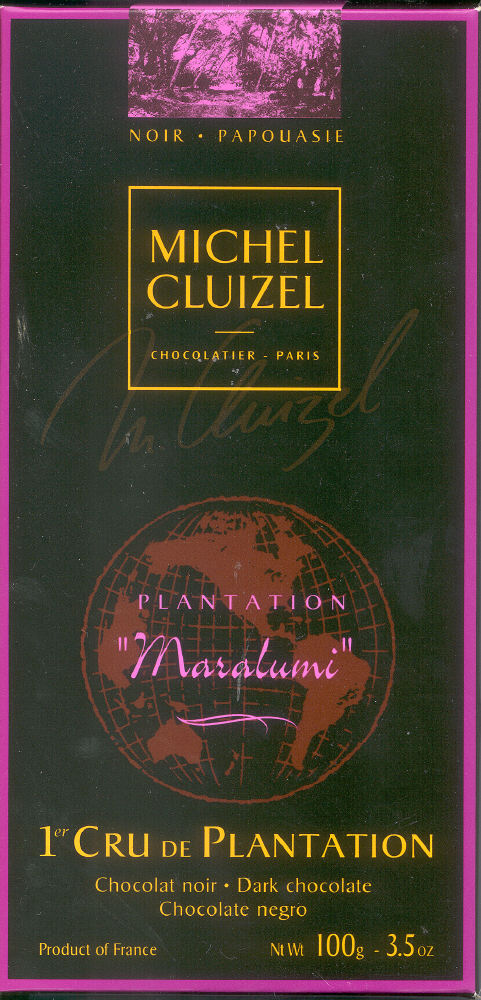 NOIR • PAPOUASIE
MICHEL
CLUIZEL
CHOCOLATIER - PARIS
M Cluizel
PLANTATION
"Maralumi"
1er CRU DE PLANTATION
Chocolat noir • Dark chocolate
Chocolate negro
Product of France
Nt Wt 100g - 3.5 oz